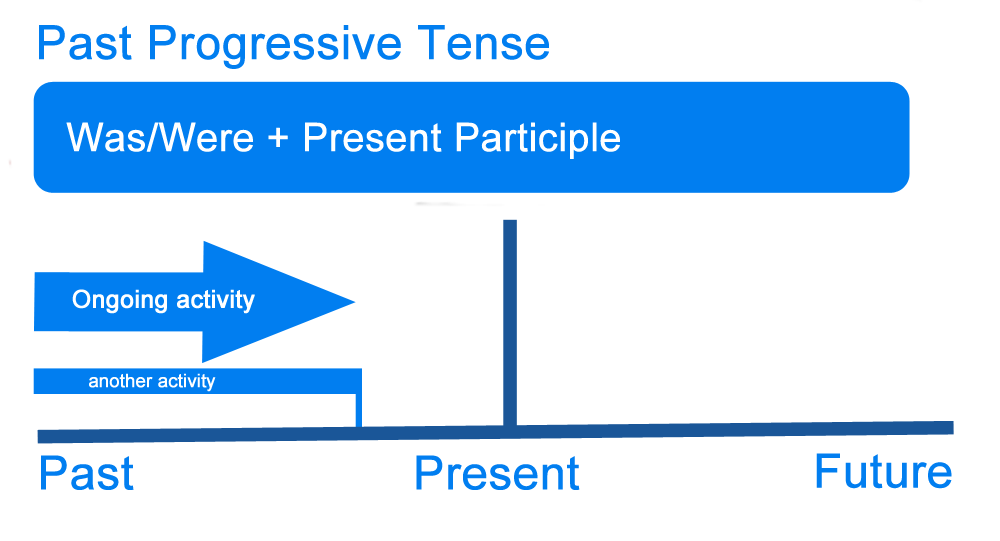 Past Progressive Tense
Was/Were + Present Participle
Ongoing activity
another activity
Past Present Future